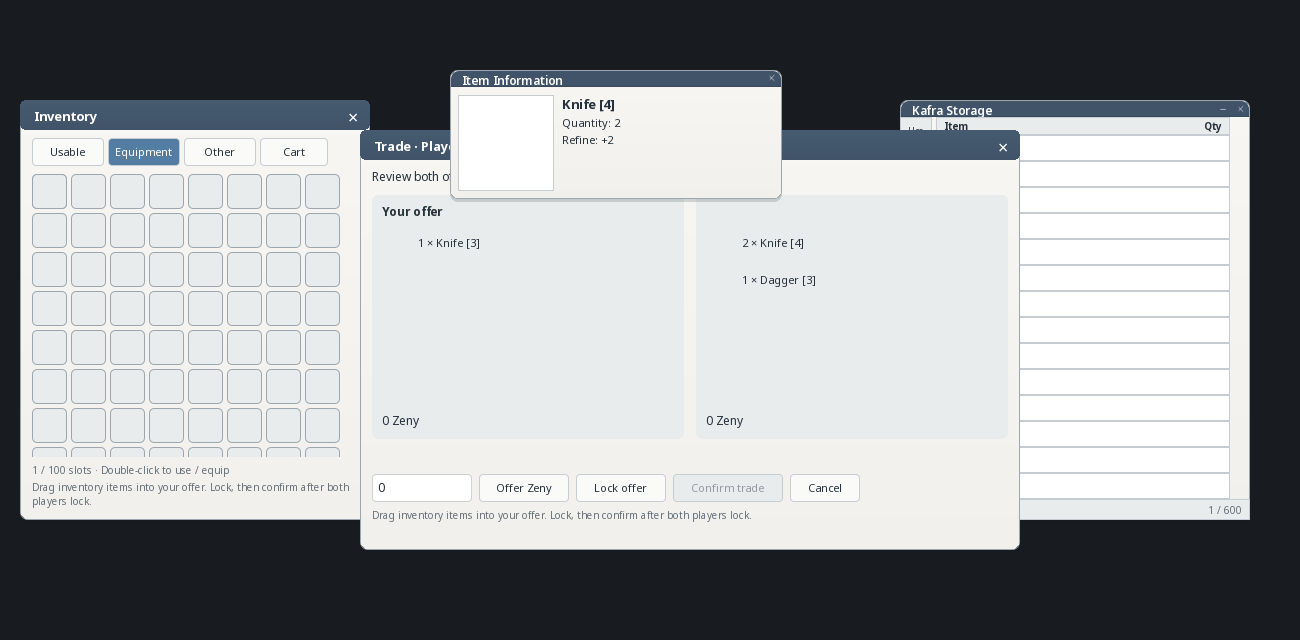 Item Information
×
Knife [4]
Quantity: 2
Refine: +2
Inventory
×
Usable
Equipment
Other
Cart
1 / 100 slots · Double-click to use / equip
Drag inventory items into your offer. Lock, then confirm after both
players lock.
Trade ·
×
Review both
Your offer
1 × Knife [3]
0 Zeny
2 × Knife [4]
1 × Dagger [3]
0 Zeny
0
Offer Zeny
Lock offer
Confirm trade
Cancel
Drag inventory items into your offer. Lock, then confirm after both players lock.
Kafra Storage
– ×
Item
Qty
1 / 600